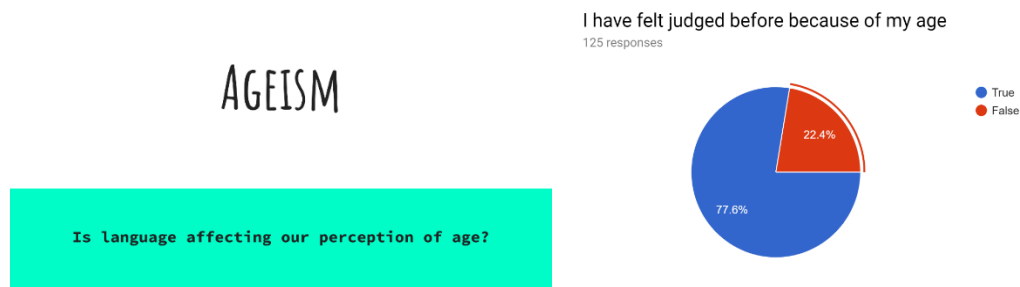 AGEISM
Is language affecting our perception of age?
I have felt judged before because of my age
125 responses
True
False
22.4%
77.6%